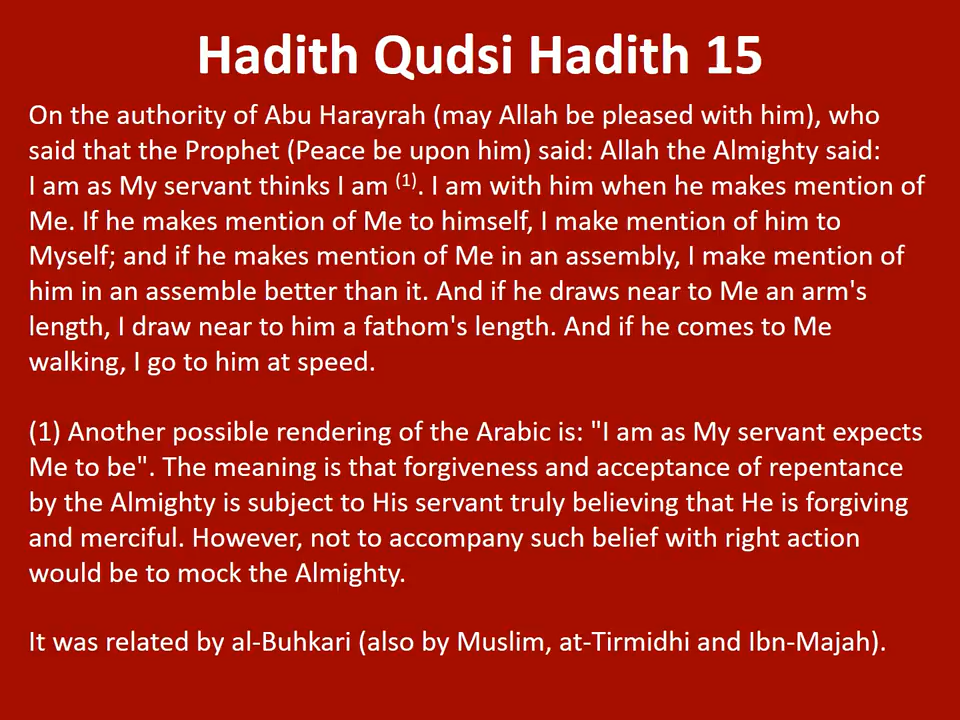 Hadith Qudsi Hadith 15
On the authority of Abu Harayrah (may Allah be pleased with him), who
said that the Prophet (Peace be upon him) said: Allah the Almighty said:
I am as My servant thinks I am (1). I am with him when he makes mention of
Me. If he makes mention of Me to himself, I make mention of him to
Myself; and if he makes mention of Me in an assembly, I make mention of
him in an assemble better than it. And if he draws near to Me an arm's
length, I draw near to him a fathom's length. And if he comes to Me
walking, I go to him at speed.
(1) Another possible rendering of the Arabic is: "I am as My servant expects
Me to be". The meaning is that forgiveness and acceptance of repentance
by the Almighty is subject to His servant truly believing that He is forgiving
and merciful. However, not to accompany such belief with right action
would be to mock the Almighty.
It was related by al-Buhkari (also by Muslim, at-Tirmidhi and Ibn-Majah).